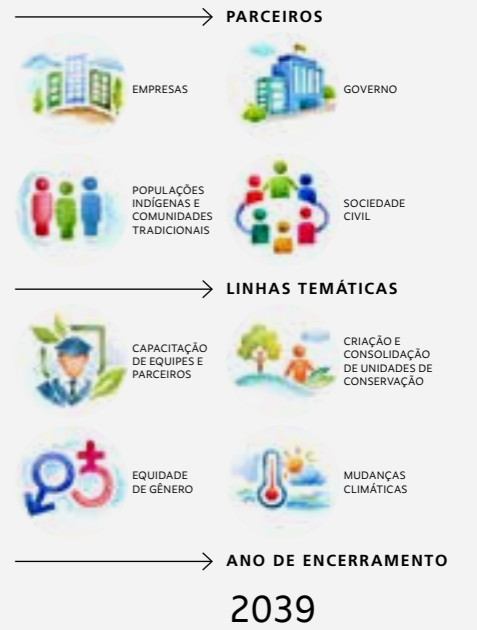 PARCEIROS
EMPRESAS
GOVERNO
POPULAÇÕES
INDÍGENAS E
COMUNIDADES
TRADICIONAIS
SOCIEDADE
CIVIL
LINHAS TEMÁTICAS
CAPACITAÇÃO
DE EQUIPES E
PARCEIROS
CRIAÇÃO E
CONSOLIDAÇÃO
DE UNIDADES DE
CONSERVAÇÃO
EQUIDADE
DE GÊNERO
MUDANÇAS
CLIMÁTICAS
ANO DE ENCERRAMENTO
2039